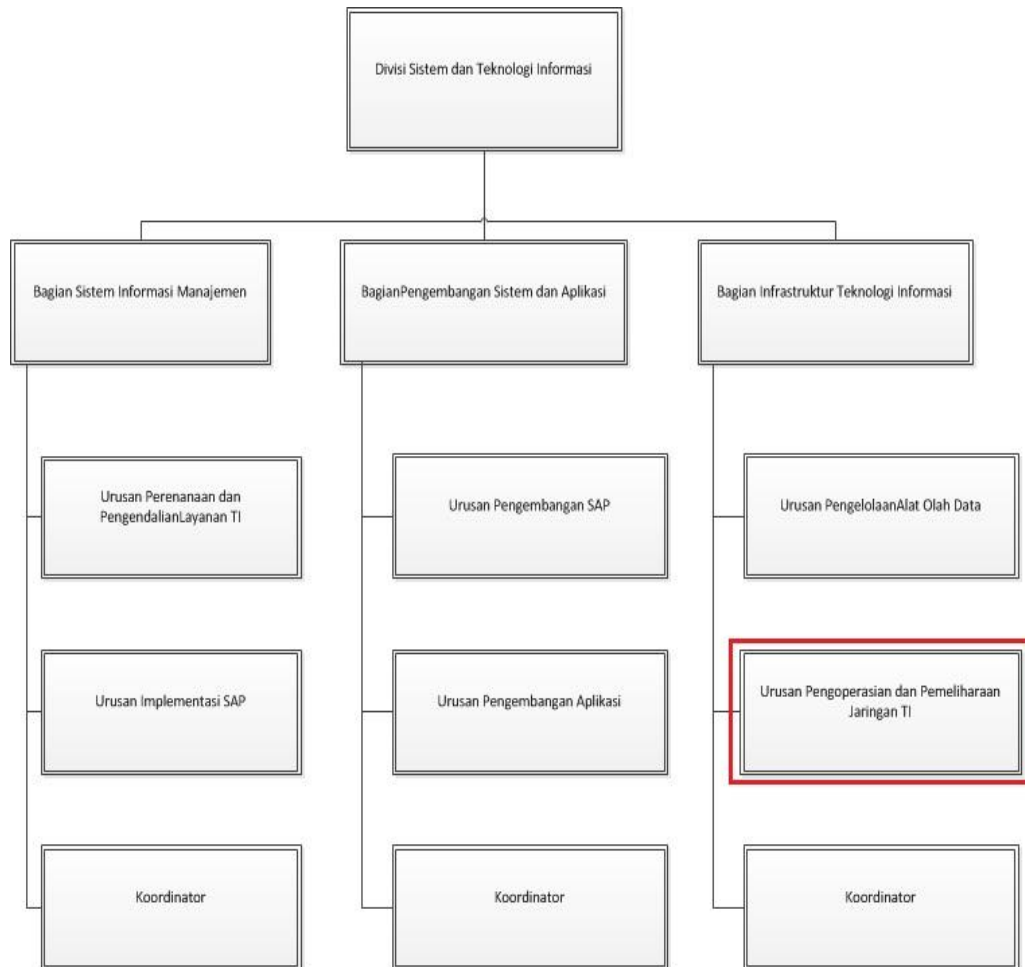 Divisi Sistem dan Teknologi Informasi
Bagian Sistem Informasi Manajemen
BagianPengembangan Sistem dan Aplikasi
Bagian Infrastruktur Teknologi Informasi
Urusan Perenanaan dan
PengendalianLayanan TI
Urusan Pengembangan SAP
Urusan PengelolaanAlat Olah Data
Urusan Implementasi SAP
Urusan Pengembangan Aplikasi
Urusan Pengoperasian dan Pemeliharaan
Jaringan TI
Koordinator
Koordinator
Koordinator